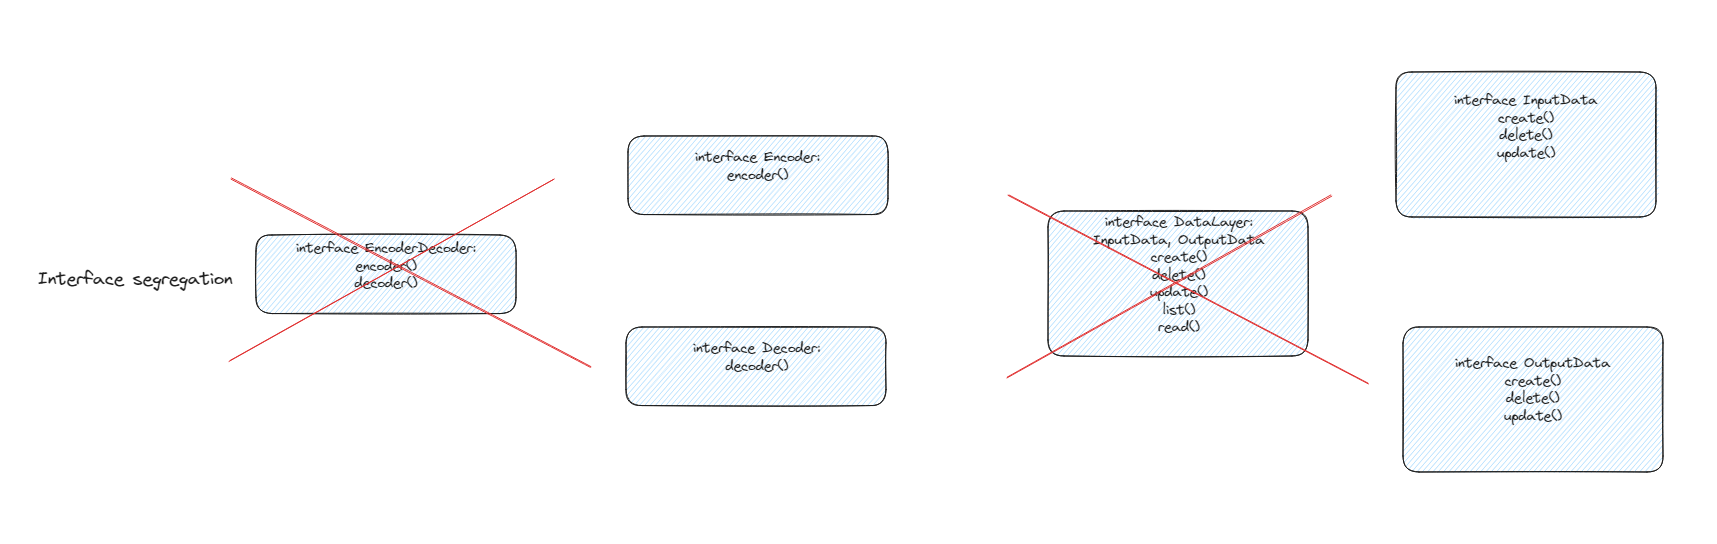 Interface segregation
interface EncoderDecoder:
encoder()
decoder()
interface Encoder:
encoder()
interface Decoder:
decoder()
interface DataLayer:
InputData, OutputData
create()
delete()
update()
list()
read()
interface InputData
create()
delete()
update()
interface OutputData
create()
delete()
update()